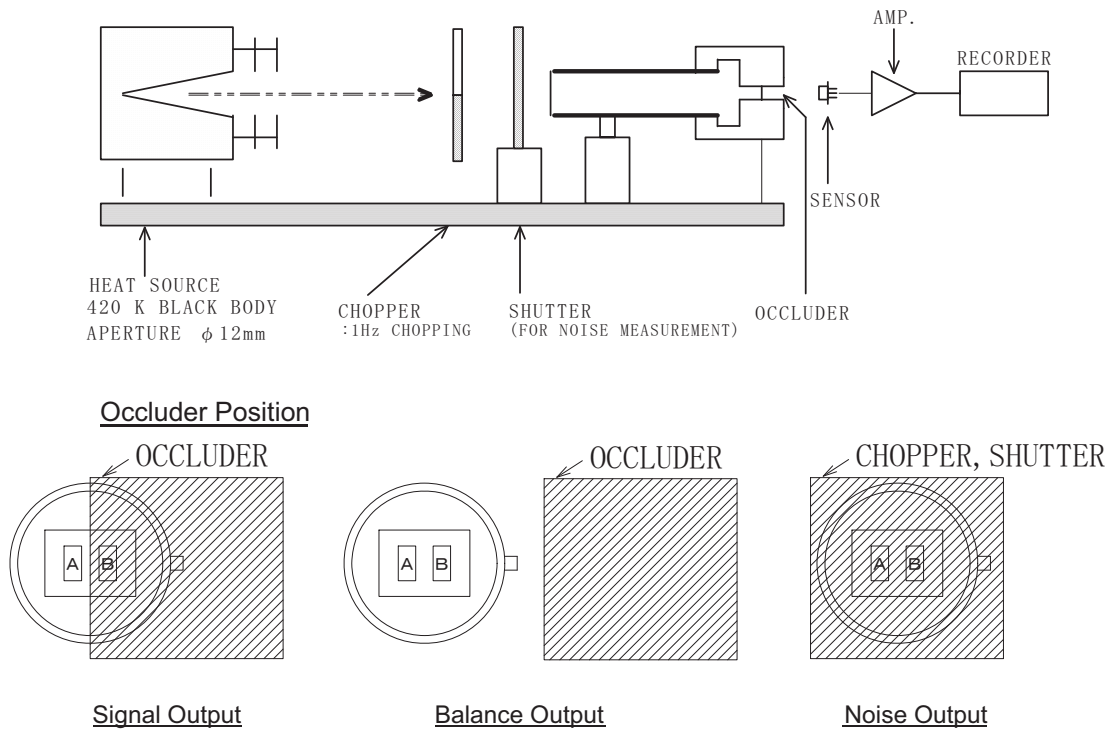 AMP.
RECORDER
SENSOR
HEAT SOURCE
420 K BLACK BODY
APERTURE φ12mm
CHOPPER
:1Hz CHOPPING
SHUTTER
(FOR NOISE MEASUREMENT)
OCCLUDER
Occluder Position
OCCLUDER
A B
Signal Output
OCCLUDER
A B
Balance Output
CHOPPER, SHUTTER
A B
Noise Output